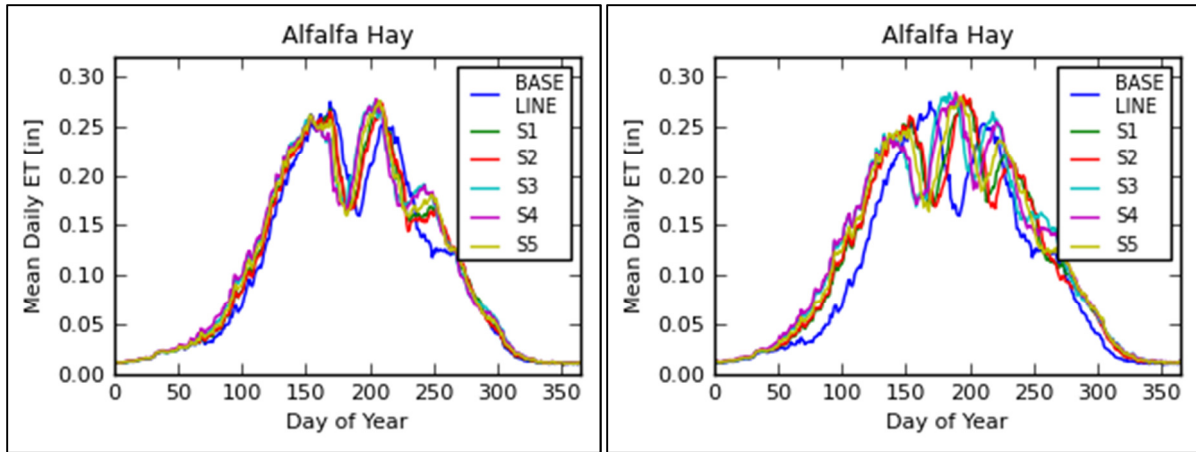 Alfalfa Hay
0.30
0.25
0.20
0.15
0.10
0.05
0.00
Mean Daily ET [in]
0 50 100 150 200 250 300 350
Day of Year
BASE
LINE
S1
S2
S3
S4
S5
Alfalfa Hay
0.30
0.25
0.20
0.15
0.10
0.05
0.00
Mean Daily ET [in]
0 50 100 150 200 250 300 350
Day of Year
BASE
LINE
S1
S2
S3
S4
S5